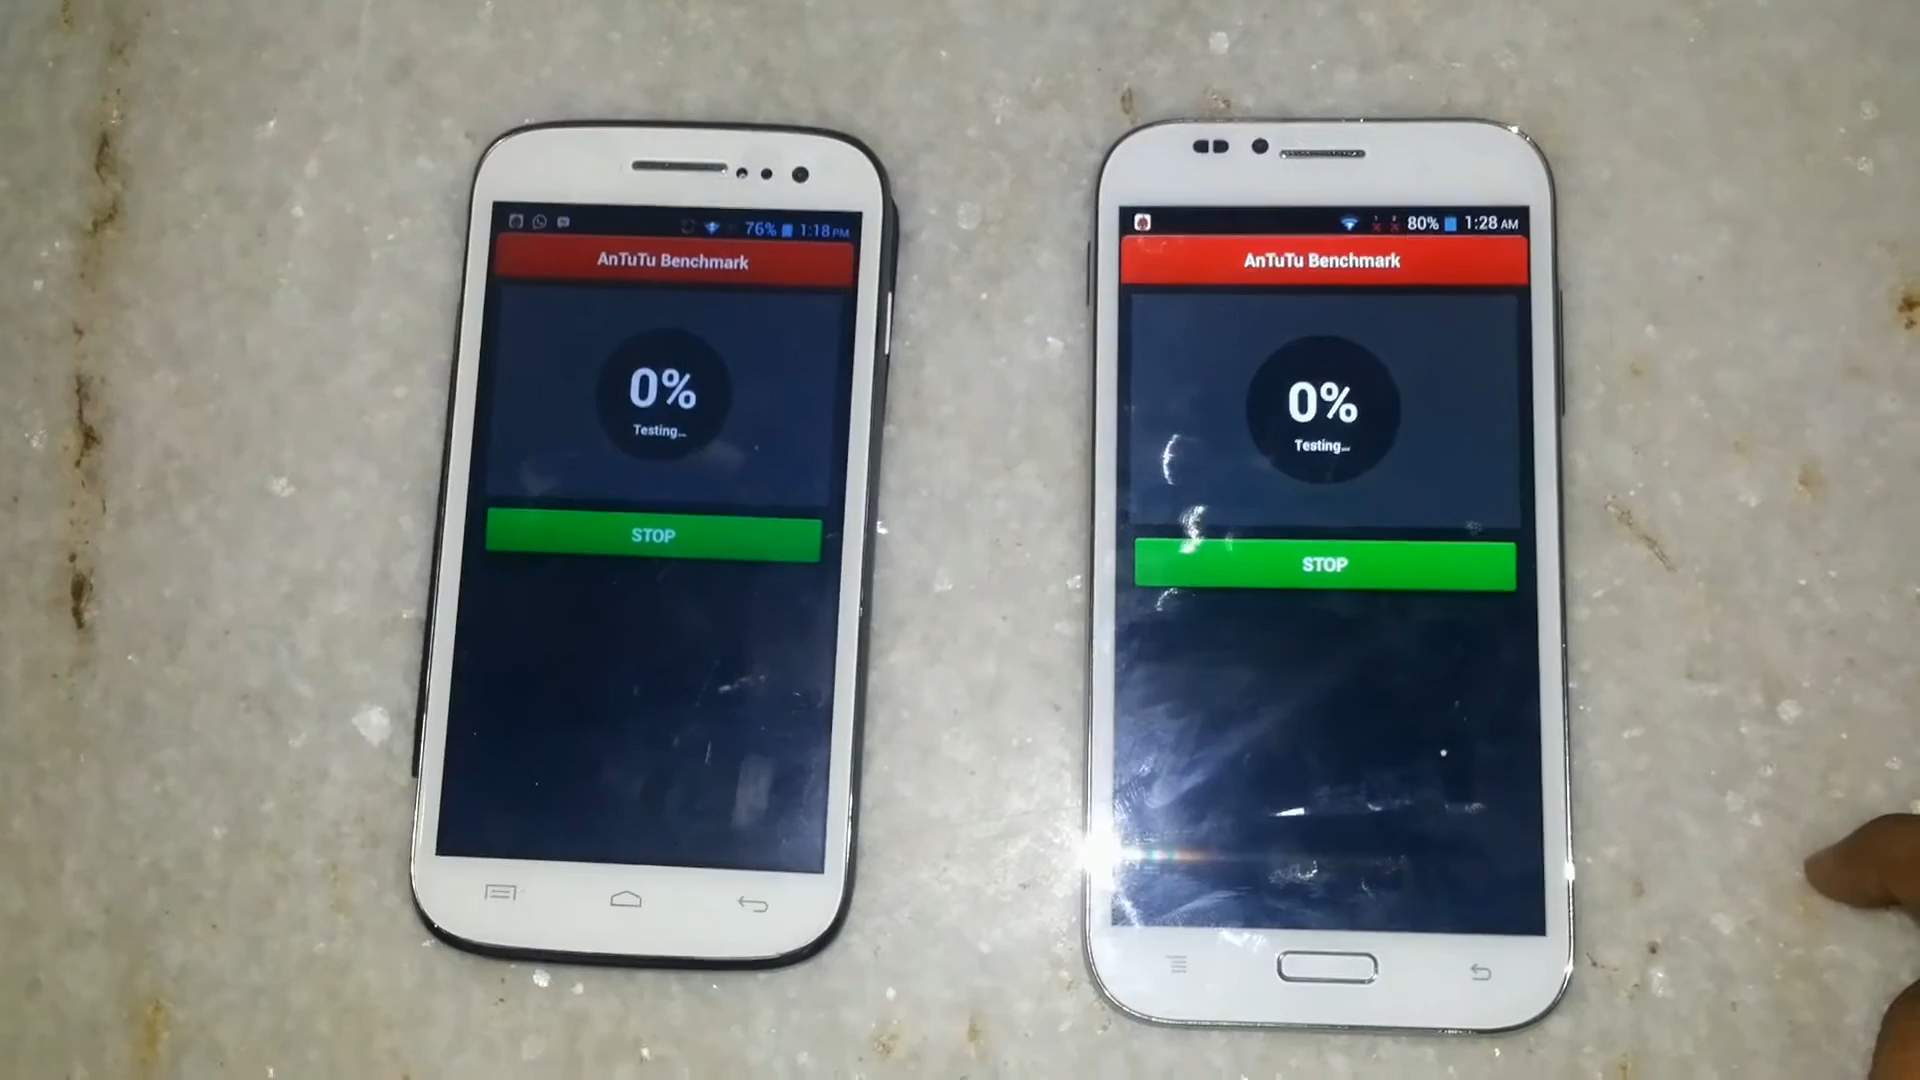 76% 1:18 PM
AnTuTu Benchmark
0%
Testing...
STOP
80% 1:28 AM
AnTuTu Benchmark
0%
Testing...
STOP